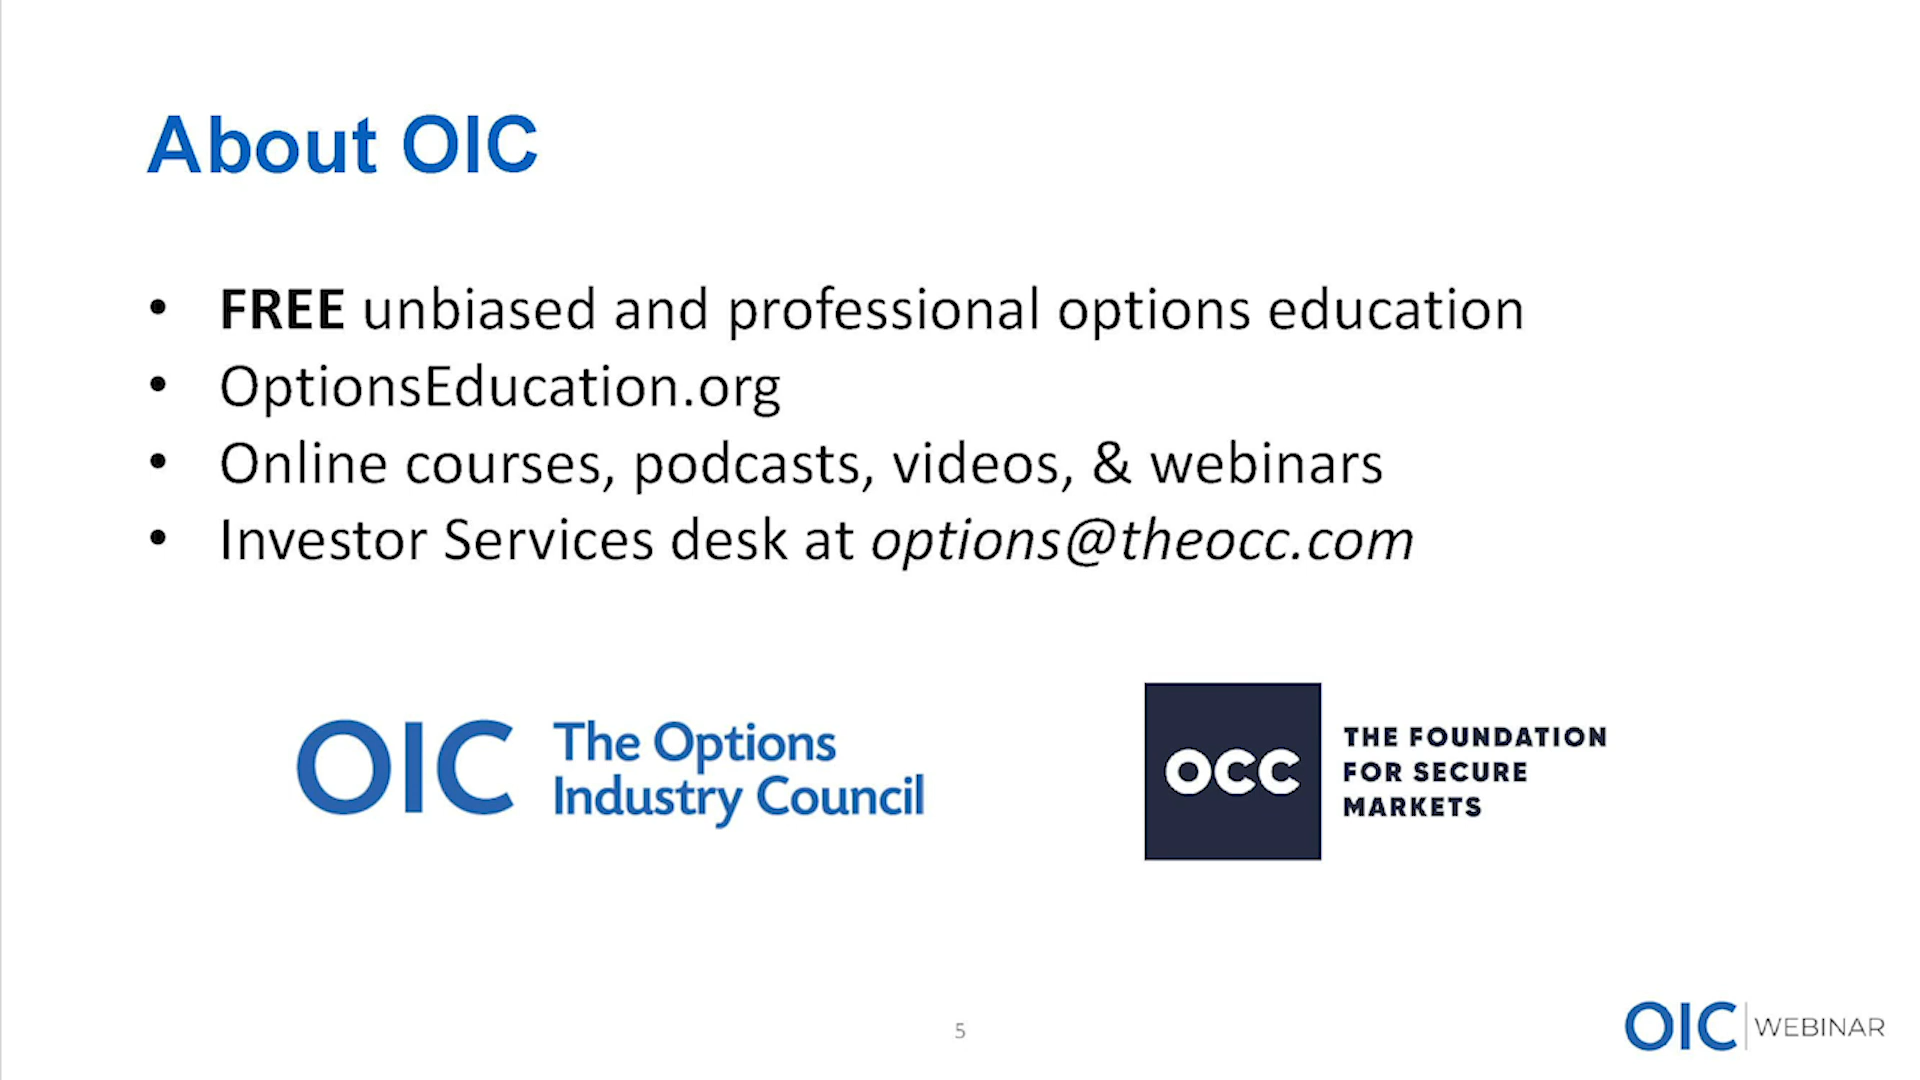 About OIC
• FREE unbiased and professional options education
• OptionsEducation.org
• Online courses, podcasts, videos, & webinars
• Investor Services desk at options@theocc.com
OIC The Options
Industry Council
OCC
THE FOUNDATION
FOR SECURE
MARKETS
5
OIC WEBINAR